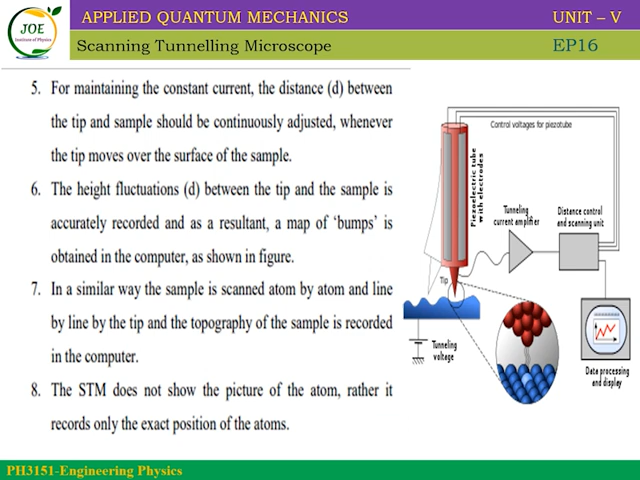 JOE
Institute of Physics
APPLIED QUANTUM MECHANICS
UNIT – V
Scanning Tunnelling Microscope
EP16
5. For maintaining the constant current, the distance (d) between
the tip and sample should be continuously adjusted, whenever
the tip moves over the surface of the sample.
6. The height fluctuations (d) between the tip and the sample is
accurately recorded and as a resultant, a map of ‘bumps’ is
obtained in the computer, as shown in figure.
7. In a similar way the sample is scanned atom by atom and line
by line by the tip and the topography of the sample is recorded
in the computer.
8. The STM does not show the picture of the atom, rather it
records only the exact position of the atoms.
Control voltages for piezotube
Piezoelectric tube
with electrodes
Tunneling
current amplifier
Distance control
and scanning unit
Tip
Tunneling
voltage
Data processing
and display
PH3151-Engineering Physics